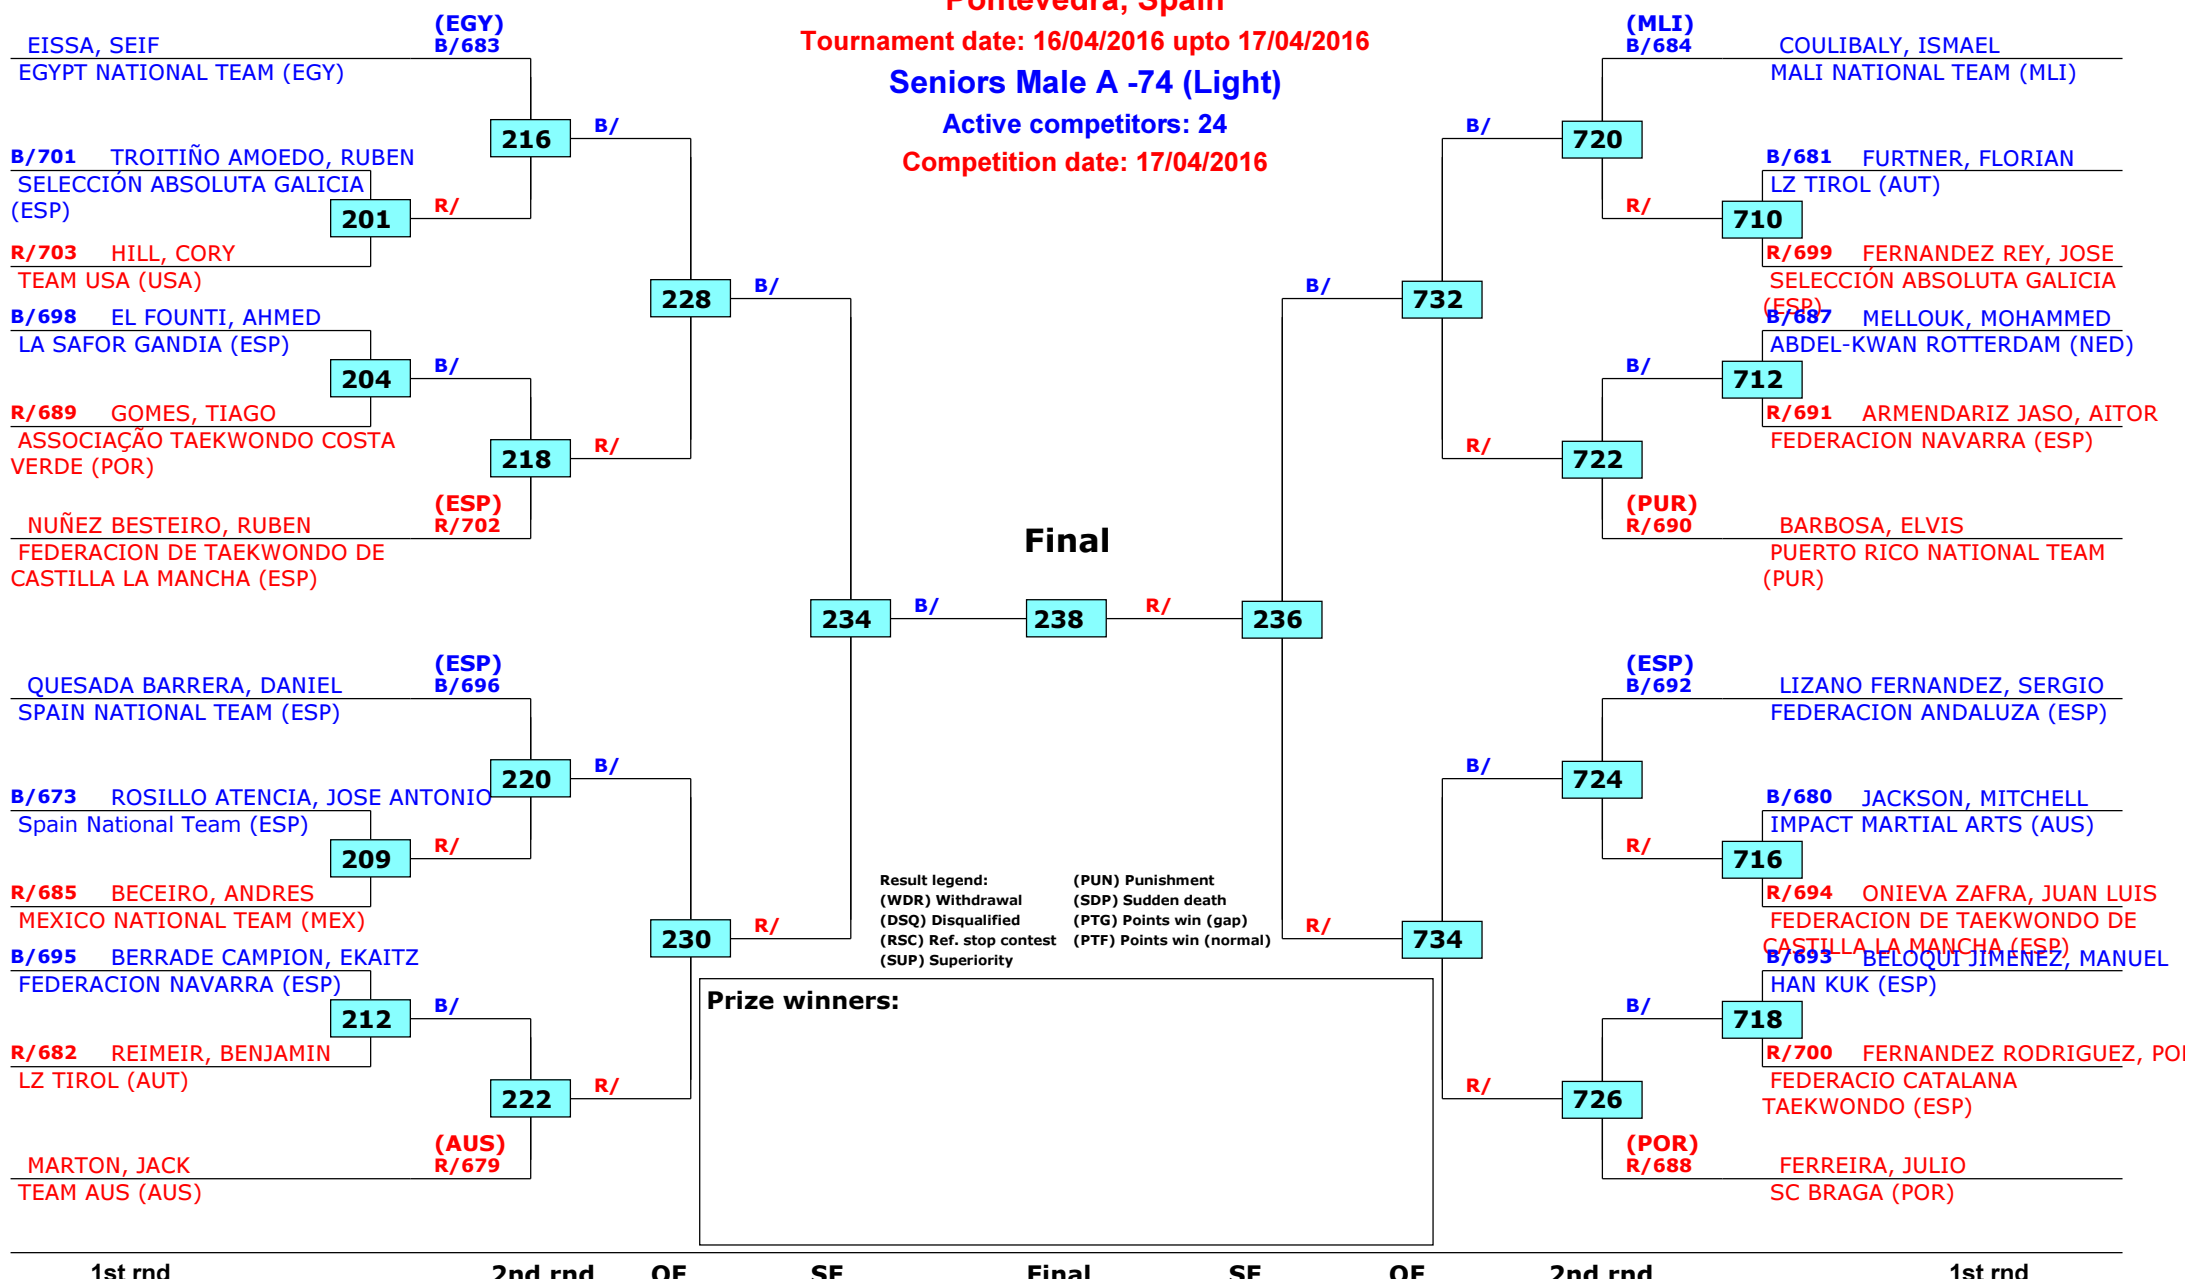 Pontevedra, Spain
Tournament date: 16/04/2016 upto 17/04/2016
Seniors Male A -74 (Light)
Active competitors: 24
Competition date: 17/04/2016
(EGY)
EISSA, SEIF B/683
EGYPT NATIONAL TEAM (EGY)
216 B/
B/701 TROITIÑO AMOEDO, RUBEN
SELECCIÓN ABSOLUTA GALICIA
(ESP)
201 R/
R/703 HILL, CORY
TEAM USA (USA)
228 B/
B/698 EL FOUNTI, AHMED
LA SAFOR GANDIA (ESP)
204 B/
R/689 GOMES, TIAGO
ASSOCIAÇÃO TAEKWONDO COSTA
VERDE (POR)
218 R/
(ESP)
NUÑEZ BESTEIRO, RUBEN R/702
FEDERACION DE TAEKWONDO DE
CASTILLA LA MANCHA (ESP)
Final
234 B/ 238 R/ 236
(ESP)
QUESADA BARRERA, DANIEL B/696
SPAIN NATIONAL TEAM (ESP)
220 B/
B/673 ROSILLO ATENCIA, JOSE ANTONIO
Spain National Team (ESP)
209 R/
R/685 BECEIRO, ANDRES
MEXICO NATIONAL TEAM (MEX)
230 R/
B/695 BERRADE CAMPION, EKAITZ
FEDERACION NAVARRA (ESP)
212 B/
R/682 REIMEIR, BENJAMIN
LZ TIROL (AUT)
222 R/
(AUS)
MARTON, JACK R/679
TEAM AUS (AUS)
(MLI)
B/684 COULIBALY, ISMAEL
MALI NATIONAL TEAM (MLI)
B/ 720
B/681 FURTNER, FLORIAN
LZ TIROL (AUT)
R/ 710
R/699 FERNANDEZ REY, JOSE
SELECCIÓN ABSOLUTA GALICIA
(ESP)
B/ 732
B/687 MELLOUK, MOHAMMED
ABDEL-KWAN ROTTERDAM (NED)
B/ 712
R/691 ARMENDARIZ JASO, AITOR
FEDERACION NAVARRA (ESP)
R/ 722
(PUR)
R/690 BARBOSA, ELVIS
PUERTO RICO NATIONAL TEAM
(PUR)
(ESP)
B/692 LIZANO FERNANDEZ, SERGIO
FEDERACION ANDALUZA (ESP)
B/ 724
B/680 JACKSON, MITCHELL
IMPACT MARTIAL ARTS (AUS)
R/ 716
R/694 ONIEVA ZAFRA, JUAN LUIS
FEDERACION DE TAEKWONDO DE
CASTILLA LA MANCHA (ESP)
R/ 734
B/693 BELOQUI JIMENEZ, MANUEL
HAN KUK (ESP)
B/ 718
R/700 FERNANDEZ RODRIGUEZ,
FEDERACIO CATALANA
TAEKWONDO (ESP)
R/ 726
(POR)
R/688 FERREIRA, JULIO
SC BRAGA (POR)
Result legend: (PUN) Punishment
(WDR) Withdrawal (SDP) Sudden death
(DSQ) Disqualified (PTG) Points win (gap)
(RSC) Ref. stop contest (PTF) Points win (normal)
(SUP) Superiority
Prize winners:
1st rnd 2nd rnd QF SF Final SF QF 2nd rnd 1st rnd